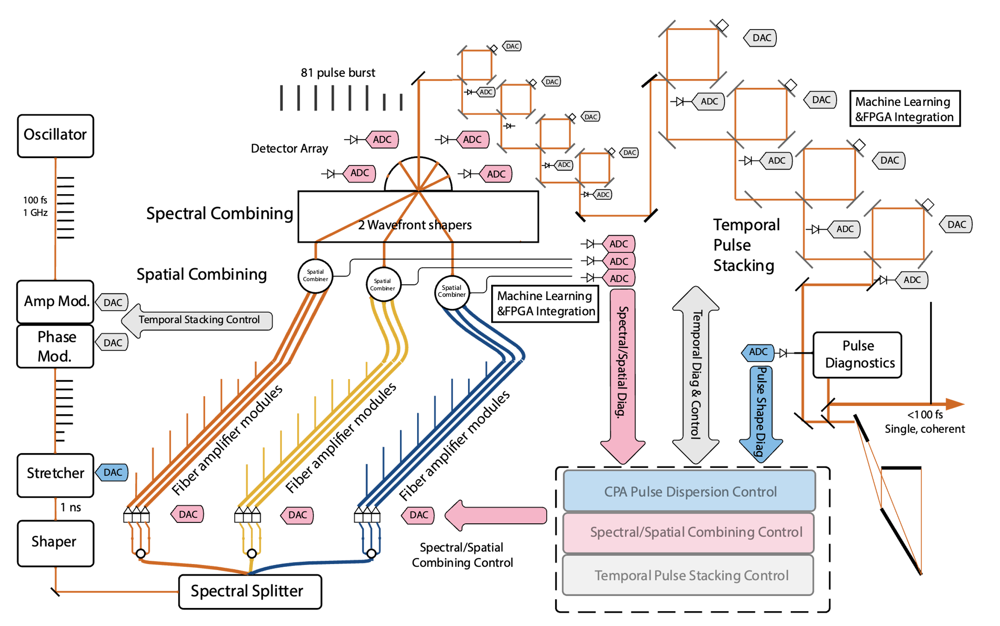 81 pulse burst
DAC
DAC
DAC
DAC
ADC
ADC
ADC
DAC
DAC
DAC
DAC
ADC
ADC
ADC
ADC
Machine Learning
&FPGA Integration
Oscillator
100 fs
1 GHz
Detector Array
ADC
ADC
ADC
ADC
Spectral Combining
2 Wavefront shapers
Temporal
Pulse
Stacking
ADC
ADC
ADC
Spatial Combining
Spatial
Combiner
Spatial
Combiner
Spatial
Combiner
Machine Learning
&FPGA Integration
Amp Mod.
DAC
Temporal Stacking Control
Phase
Mod.
DAC
Fiber amplifier modules
Fiber amplifier modules
Fiber amplifier modules
Spectral/Spatial Diag.
Temporal Diag & Control
ADC
Pulse
Diagnostics
Pulse Shape Diag
<100 fs
Single, coherent
Stretcher
DAC
1 ns
Shaper
DAC
DAC
DAC
Spectral/Spatial
Combining Control
CPA Pulse Dispersion Control
Spectral/Spatial Combining Control
Temporal Pulse Stacking Control
Spectral Splitter